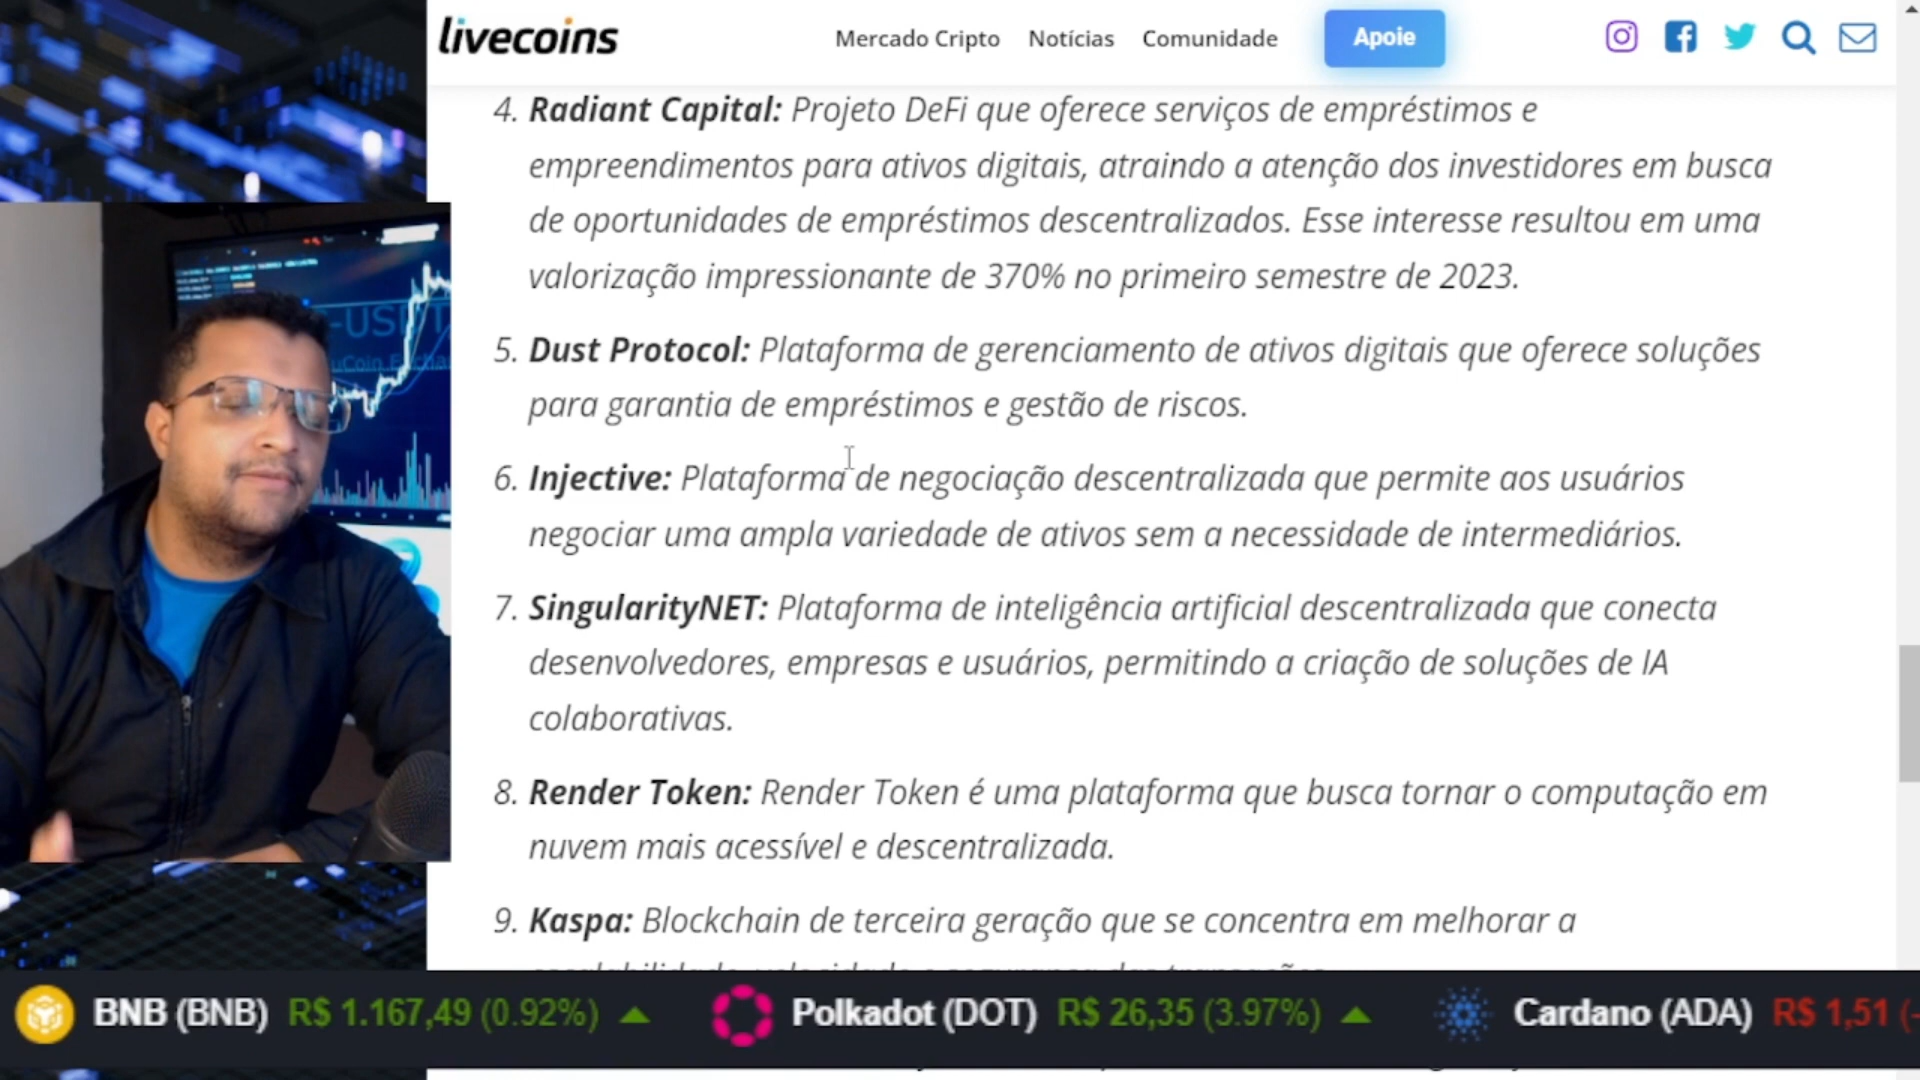 livecoins
Mercado Cripto Notícias Comunidade Apoie
4. Radiant Capital: Projeto DeFi que oferece serviços de empréstimos e
empreendimentos para ativos digitais, atraindo a atenção dos investidores em busca
de oportunidades de empréstimos descentralizados. Esse interesse resultou em uma
valorização impressionante de 370% no primeiro semestre de 2023.
5. Dust Protocol: Plataforma de gerenciamento de ativos digitais que oferece soluções
para garantia de empréstimos e gestão de riscos.
6. Injective: Plataforma de negociação descentralizada que permite aos usuários
negociar uma ampla variedade de ativos sem a necessidade de intermediários.
7. SingularityNET: Plataforma de inteligência artificial descentralizada que conecta
desenvolvedores, empresas e usuários, permitindo a criação de soluções de IA
colaborativas.
8. Render Token: Render Token é uma plataforma que busca tornar o computação em
nuvem mais acessível e descentralizada.
9. Kaspa: Blockchain de terceira geração que se concentra em melhorar a
-USDT
BNB (BNB) R$ 1.167,49 (0.92%) Polkadot (DOT) R$ 26,35 (3.97%) Cardano (ADA) R$ 1,51 (-